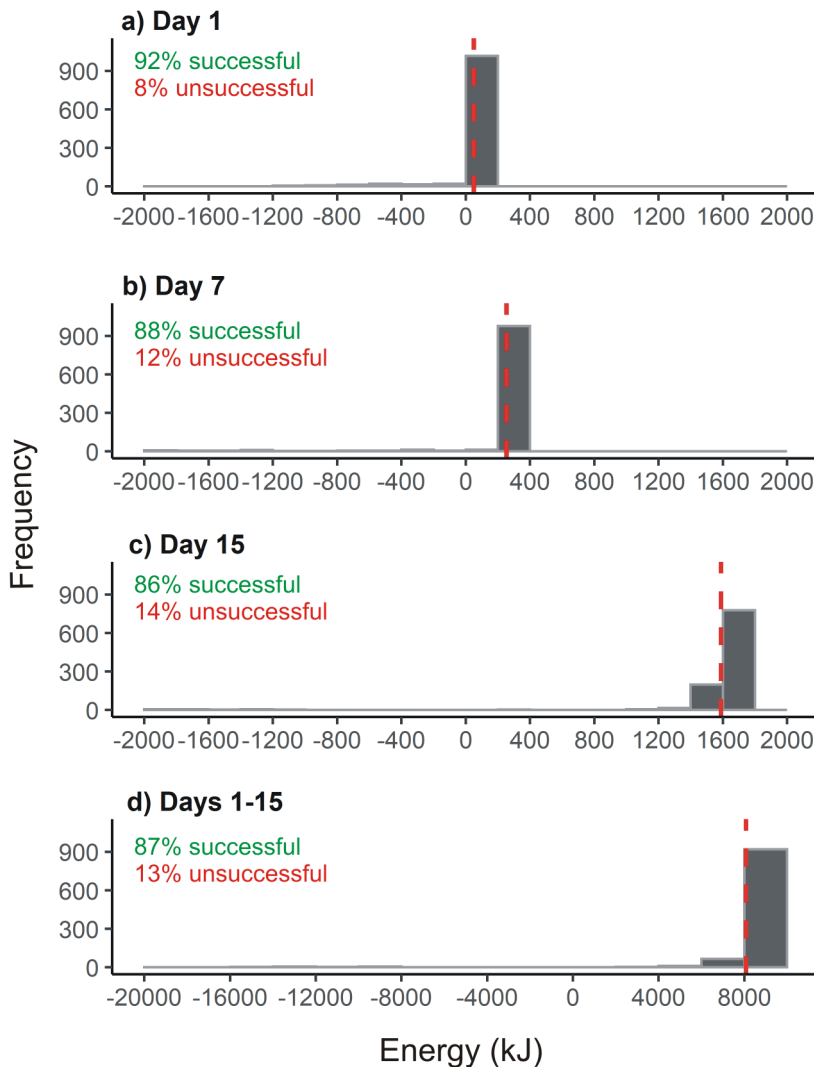 a) Day 1
92% successful
8% unsuccessful
900
600
300
0
-2000 -1600 -1200 -800 -400 0 400 800 1200 1600 2000
b) Day 7
88% successful
12% unsuccessful
900
600
300
0
-2000 -1600 -1200 -800 -400 0 400 800 1200 1600 2000
Frequency
c) Day 15
86% successful
14% unsuccessful
900
600
300
0
-2000 -1600 -1200 -800 -400 0 400 800 1200 1600 2000
d) Days 1-15
87% successful
13% unsuccessful
900
600
300
0
-20000 -16000 -12000 -8000 -4000 0 4000 8000
Energy (kJ)